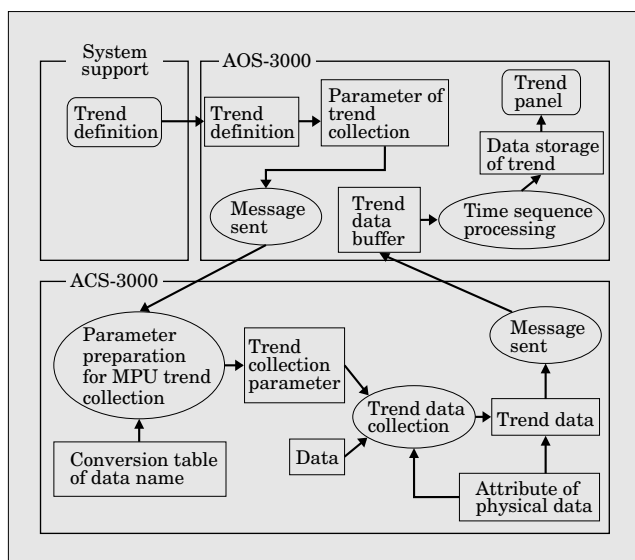 System
support
Trend
definition
AOS-3000
Trend
definition
Parameter of
trend
collection
Trend
panel
Data storage
of trend
Message
sent
Trend
data
buffer
Time sequence
processing
ACS-3000
Parameter
preparation
for MPU trend
collection
Trend
collection
parameter
Conversion table
of data name
Data
Trend data
collection
Message
sent
Trend data
Attribute of
physical data